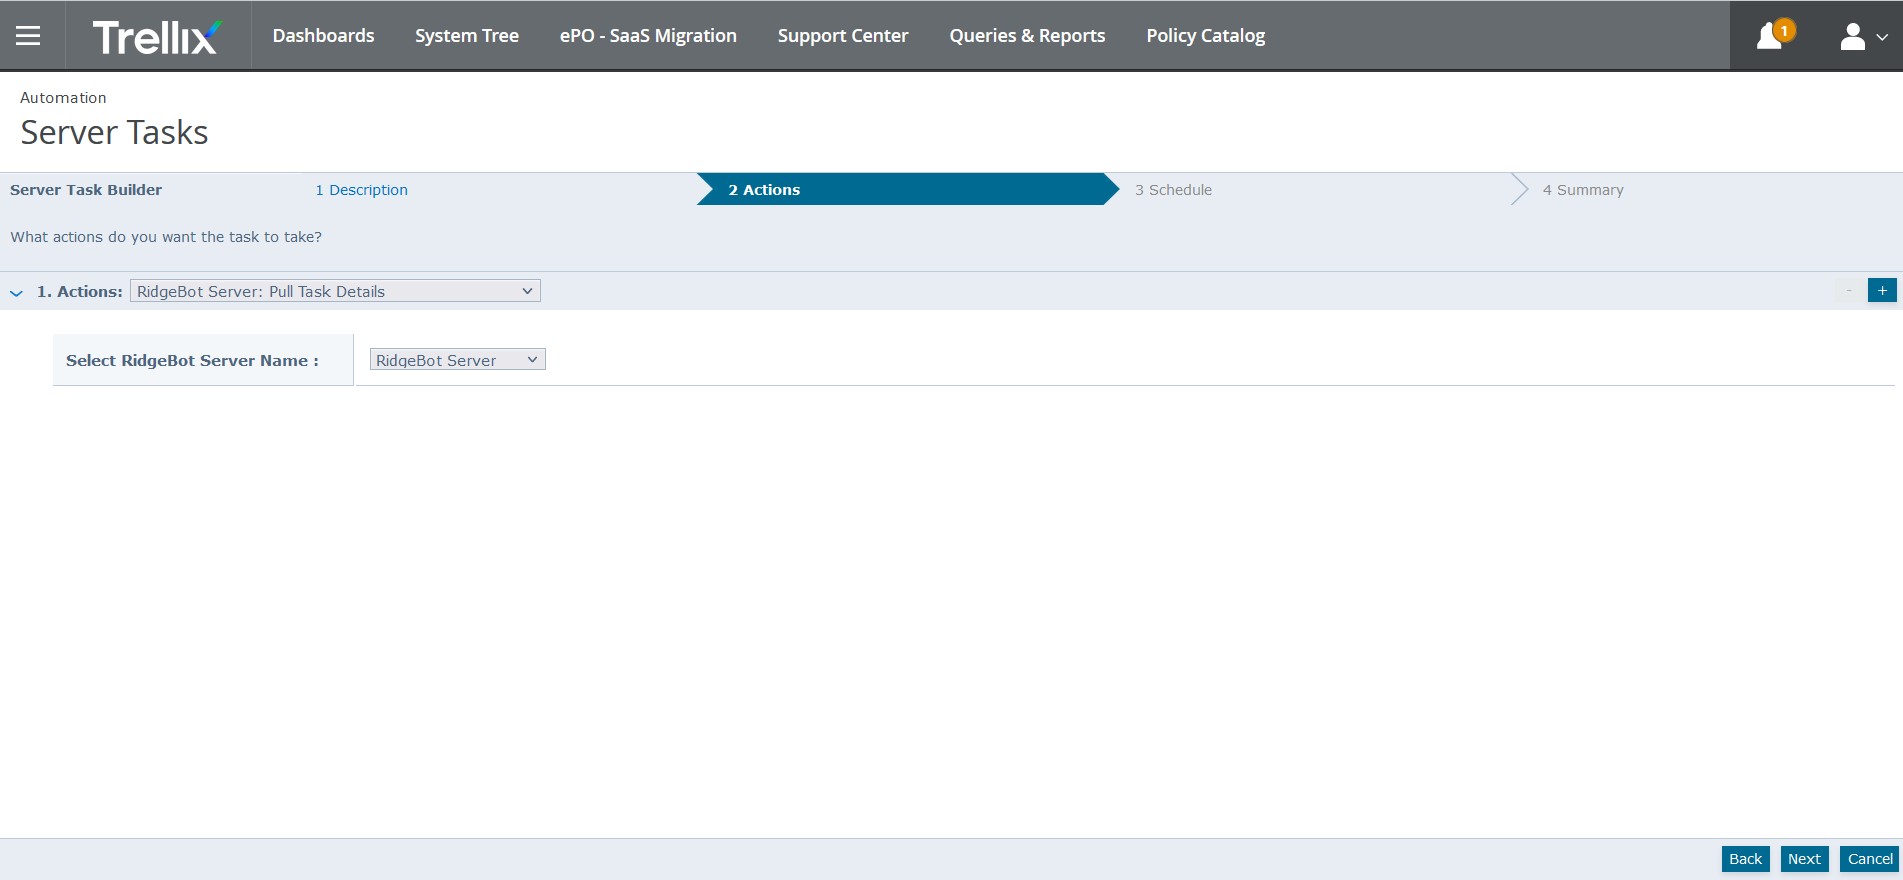 Trellix Dashboards System Tree ePO - SaaS Migration Support Center Queries & Reports Policy Catalog 1
Automation
Server Tasks
Server Task Builder 1 Description 2 Actions 3 Schedule 4 Summary
What actions do you want the task to take?
1. Actions: RidgeBot Server: Pull Task Details - +
Select RidgeBot Server Name : RidgeBot Server
Back Next Cancel